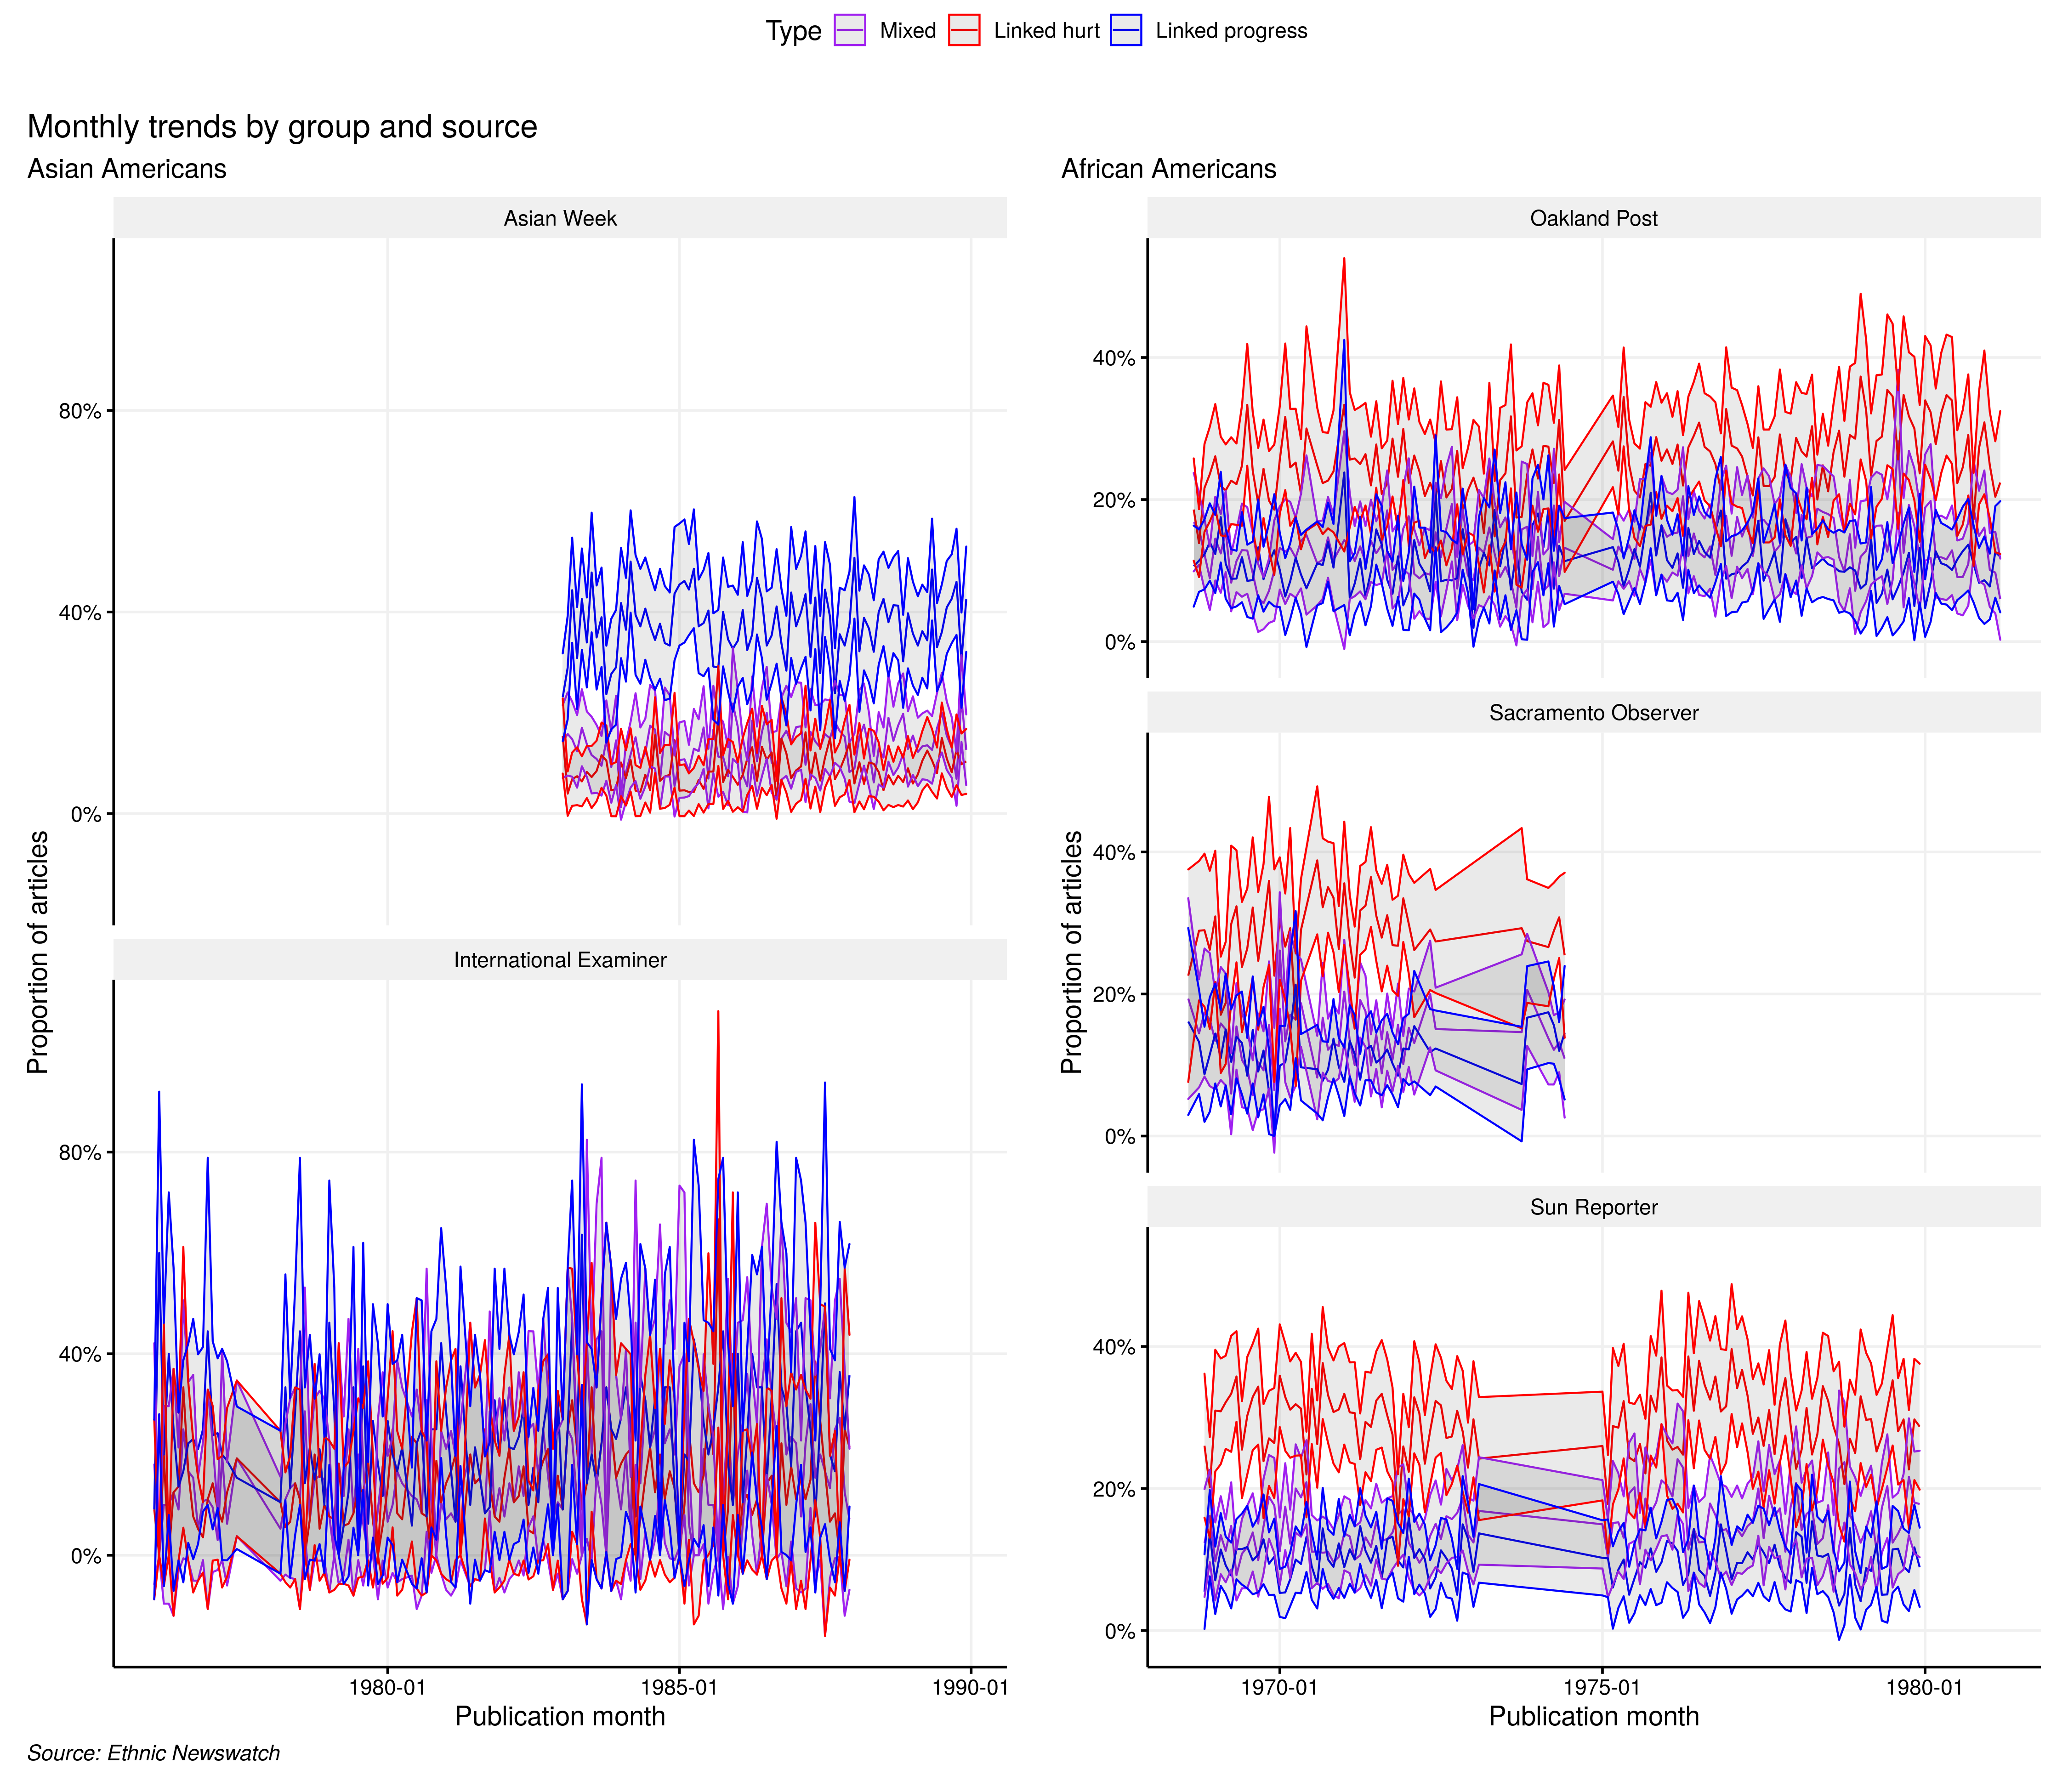 Type Mixed Linked hurt Linked progress
Monthly trends by group and source
Asian Americans
Asian Week
80%
40%
0%
International Examiner
80%
40%
0%
Proportion of articles
1980-01 1985-01 1990-01
Publication month
African Americans
Oakland Post
40%
20%
0%
Sacramento Observer
40%
20%
0%
Sun Reporter
40%
20%
0%
Proportion of articles
1970-01 1975-01 1980-01
Publication month
Source: Ethnic Newswatch